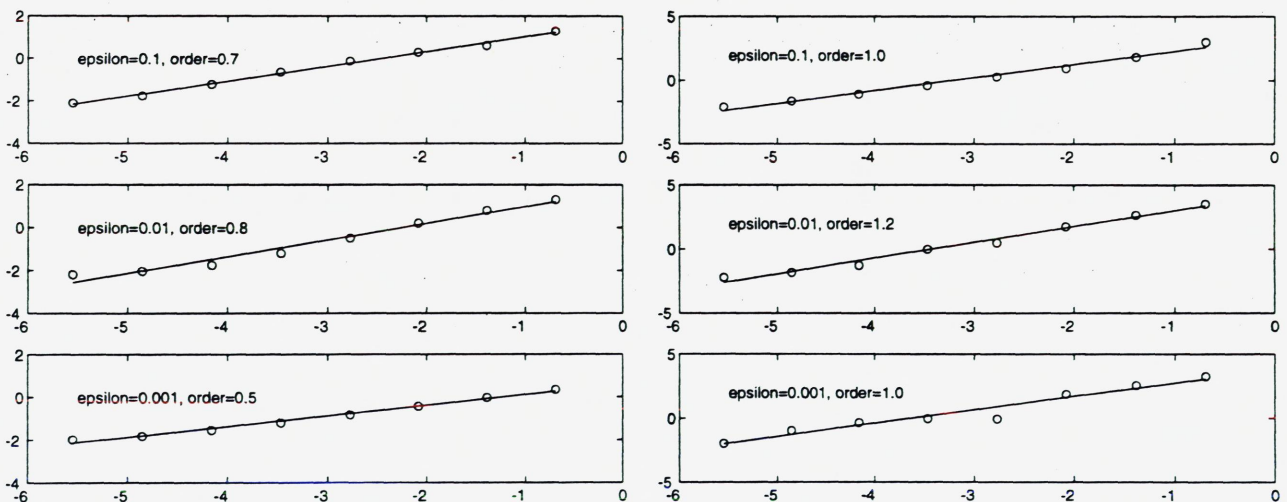 2
0
-2
-4
epsilon=0.1, order=0.7
-6 -5 -4 -3 -2 -1 0
5
0
-5
epsilon=0.1, order=1.0
-6 -5 -4 -3 -2 -1 0
2
0
-2
-4
epsilon=0.01, order=0.8
-6 -5 -4 -3 -2 -1 0
5
0
-5
epsilon=0.01, order=1.2
-6 -5 -4 -3 -2 -1 0
2
0
-2
epsilon=0.001, order=0.5
-6 -5 -4 -3 -2 -1 0
5
0
-5
epsilon=0.001, order=1.0
-6 -5 -4 -3 -2 -1 0